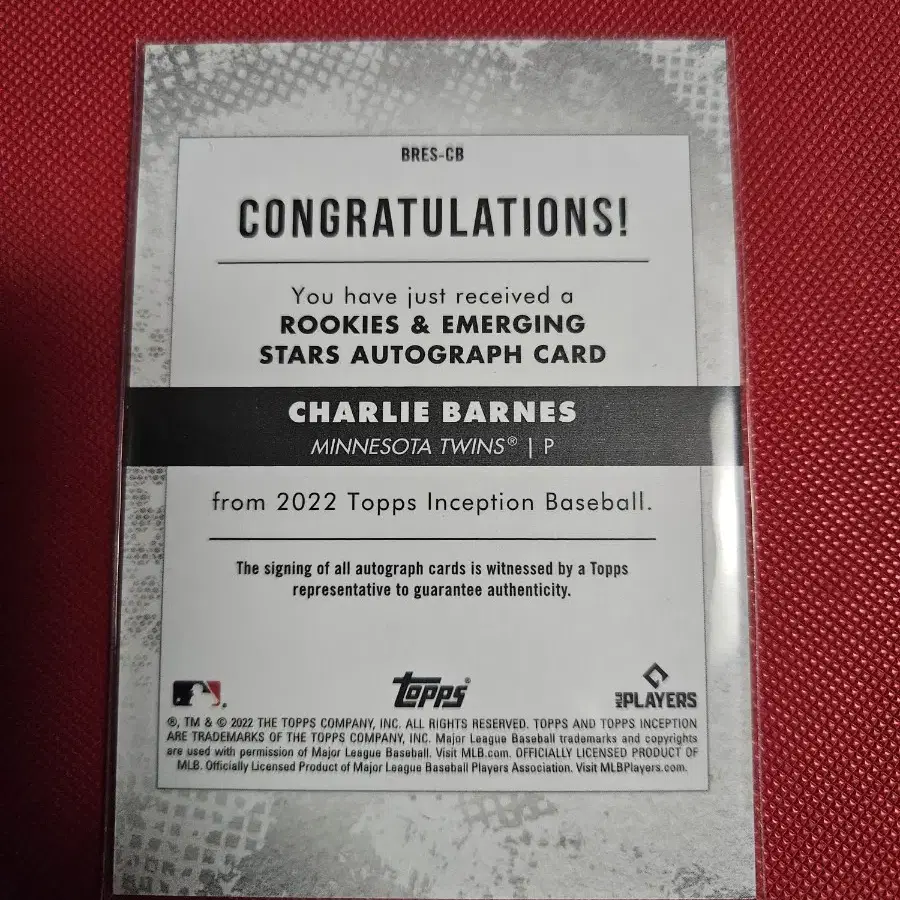 BRES-CB
CONGRATULATIONS!
You have just received a
ROOKIES & EMERGING
STARS AUTOGRAPH CARD
CHARLIE BARNES
MINNESOTA TWINS® | P
from 2022 Topps Inception Baseball.
The signing of all autograph cards is witnessed by a Topps
representative to guarantee authenticity.
topps®
MLB PLAYERS
®, TM & © 2022 THE TOPPS COMPANY, INC. ALL RIGHTS RESERVED. TOPPS AND TOPPS INCEPTION
ARE TRADEMARKS OF THE TOPPS COMPANY, INC. Major League Baseball trademarks and copyrights
are used with permission of Major League Baseball. Visit MLB.com. OFFICIALLY LICENSED PRODUCT OF
MLB. Officially Licensed Product of Major League Baseball Players Association. Visit MLBPlayers.com.